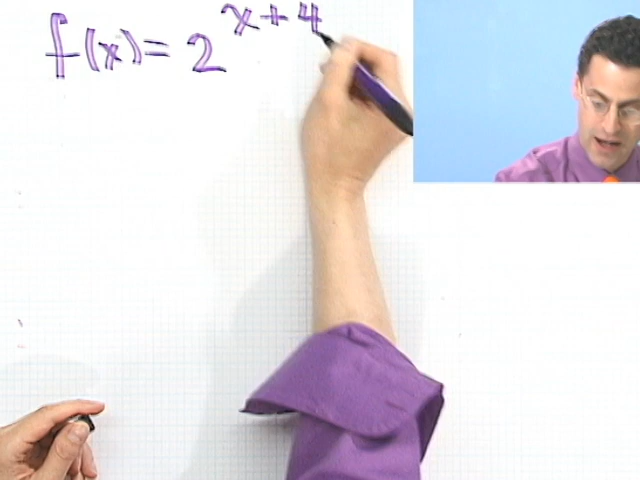 f(x) = 2^{x+4}